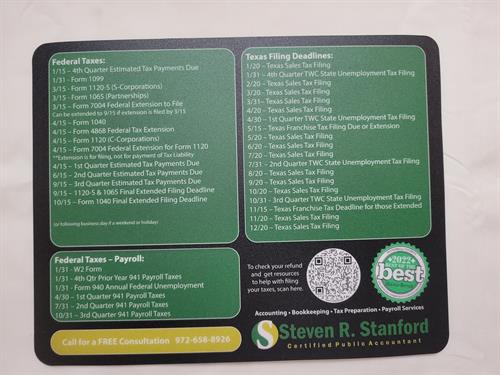 Federal Taxes:
1/15 – 4th Quarter Estimated Tax Payments Due
1/31 – Form 1099
3/15 – Form 1120-S (S-Corporations)
3/15 – Form 1065 (Partnerships)
3/15 – Form 7004 Federal Extension to File
Can be extended to 9/15 if extension is filed by 3/15
4/15 – Form 1040
4/15 – Form 4868 Federal Tax Extension
4/15 – Form 1120 (C-Corporations)
4/15 – Form 7004 Federal Extension for Form 1120
**Extension is for filing, not for payment of Tax Liability
4/15 – 1st Quarter Estimated Tax Payments Due
6/15 – 2nd Quarter Estimated Tax Payments Due
9/15 – 3rd Quarter Estimated Tax Payments Due
9/15 – 1120-S & 1065 Final Extended Filing Deadline
10/15 – Form 1040 Final Extended Filing Deadline
(or following business day if a weekend or holiday)
Federal Taxes – Payroll:
1/31 - W2 Form
1/31 - 4th Qtr Prior Year 941 Payroll Taxes
1/31 - Form 940 Annual Federal Unemployment
4/30 – 1st Quarter 941 Payroll Taxes
7/31 – 2nd Quarter 941 Payroll Taxes
10/31 – 3rd Quarter 941 Payroll Taxes
Call for a FREE Consultation 972-658-8926
Texas Filing Deadlines:
1/20 – Texas Sales Tax Filing
1/31 – 4th Quarter TWC State Unemployment Tax Filing
2/20 – Texas Sales Tax Filing
3/20 – Texas Sales Tax Filing
3/31– Texas Sales Tax Filing
4/20 – Texas Sales Tax Filing
4/30 – 1st Quarter TWC State Unemployment Tax Filing
5/15 – Texas Franchise Tax Filing Due or Extension
5/20 – Texas Sales Tax Filing
6/20 – Texas Sales Tax Filing
7/20 – Texas Sales Tax Filing
7/31 – 2nd Quarter TWC State Unemployment Tax Filing
8/20 – Texas Sales Tax Filing
9/20 – Texas Sales Tax Filing
10/20 – Texas Sales Tax Filing
10/31 – 3rd Quarter TWC State Unemployment Tax Filing
11/15 – Texas Franchise Tax Deadline for those Extended
11/20 – Texas Sales Tax Filing
12/20 – Texas Sales Tax Filing
To check your refund
and get resources
to help with filing
your taxes, scan here.
2022
BEST OF THE
best
Accounting • Bookkeeping • Tax Preparation • Payroll Services
S Steven R. Stanford
Certified Public Accountant